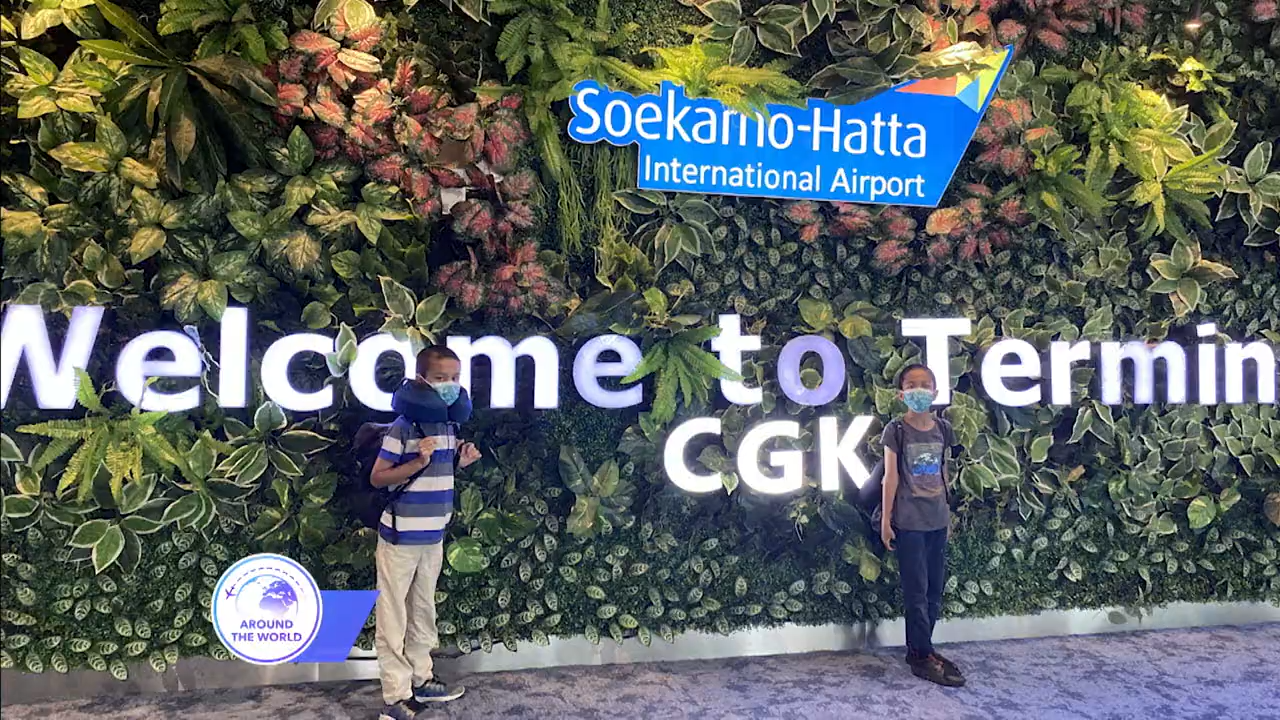 Soekarno-Hatta
International Airport
Welcome to Termin
CGK
AROUND
THE WORLD